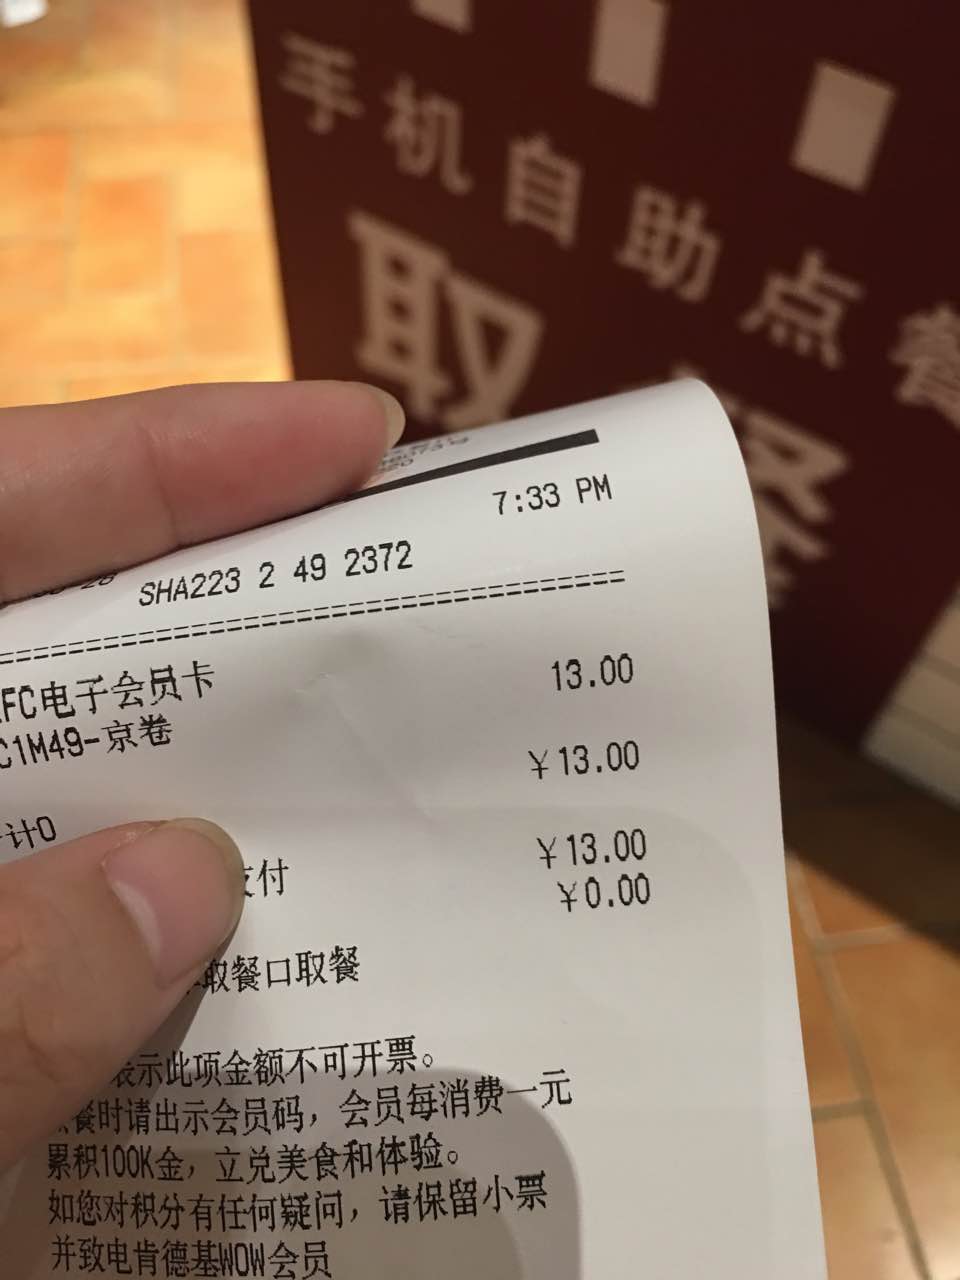 手机自助点餐
取餐
7:33 PM
SHA223 2 49 2372
FC电子会员卡 13.00
C1M49-京卷
¥13.00
计0
支付 ¥13.00
¥0.00
取餐口取餐
表示此项金额不可开票。
餐时请出示会员码，会员每消费一元
累积100K金，立兑美食和体验。
如您对积分有任何疑问，请保留小票
并致电肯德基WOW会员